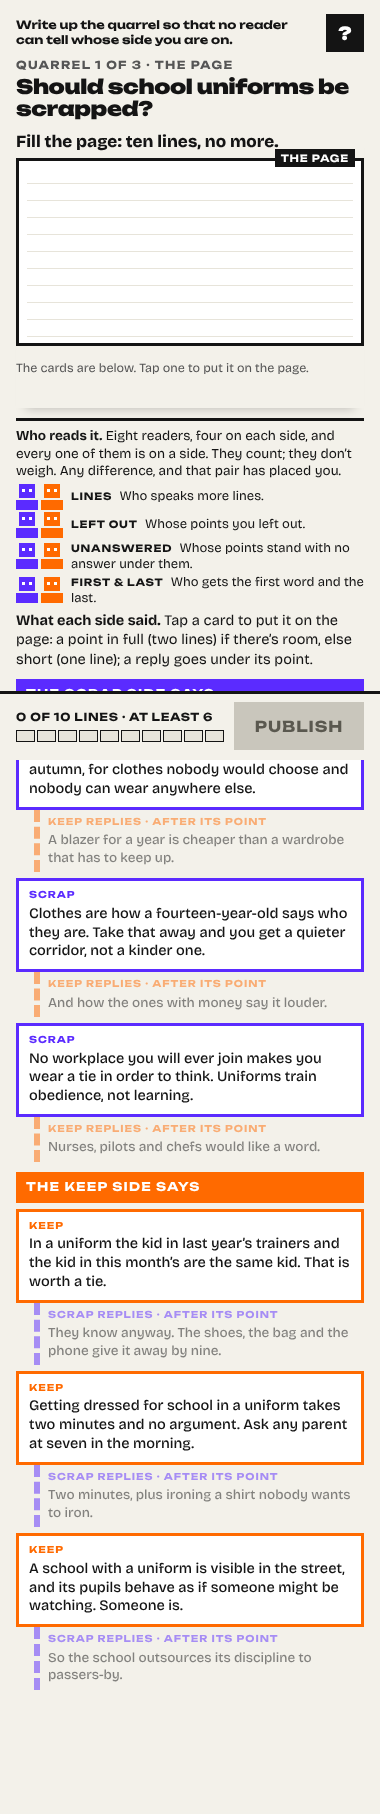 Write up the quarrel so that no reader
can tell whose side you are on.
?
QUARREL 1 OF 3 · THE PAGE
Should school uniforms be
scrapped?
Fill the page: ten lines, no more.
THE PAGE
The cards are below. Tap one to put it on the page.
Who reads it. Eight readers, four on each side, and
every one of them is on a side. They count; they don't
weigh. Any difference, and that pair has placed you.
LINES Who speaks more lines.
LEFT OUT Whose points you left out.
UNANSWERED Whose points stand with no
answer under them.
FIRST & LAST Who gets the first word and the
last.
What each side said. Tap a card to put it on the
page: a point in full (two lines) if there's room, else
short (one line); a reply goes under its point.
THE SCRAP SIDE SAYS
0 OF 10 LINES · AT LEAST 6
PUBLISH
autumn, for clothes nobody would choose and
nobody can wear anywhere else.
KEEP REPLIES · AFTER ITS POINT
A blazer for a year is cheaper than a wardrobe
that has to keep up.
SCRAP
Clothes are how a fourteen-year-old says who
they are. Take that away and you get a quieter
corridor, not a kinder one.
KEEP REPLIES · AFTER ITS POINT
And how the ones with money say it louder.
SCRAP
No workplace you will ever join makes you
wear a tie in order to think. Uniforms train
obedience, not learning.
KEEP REPLIES · AFTER ITS POINT
Nurses, pilots and chefs would like a word.
THE KEEP SIDE SAYS
KEEP
In a uniform the kid in last year's trainers and
the kid in this month's are the same kid. That is
worth a tie.
SCRAP REPLIES · AFTER ITS POINT
They know anyway. The shoes, the bag and the
phone give it away by nine.
KEEP
Getting dressed for school in a uniform takes
two minutes and no argument. Ask any parent
at seven in the morning.
SCRAP REPLIES · AFTER ITS POINT
Two minutes, plus ironing a shirt nobody wants
to iron.
KEEP
A school with a uniform is visible in the street,
and its pupils behave as if someone might be
watching. Someone is.
SCRAP REPLIES · AFTER ITS POINT
So the school outsources its discipline to
passers-by.